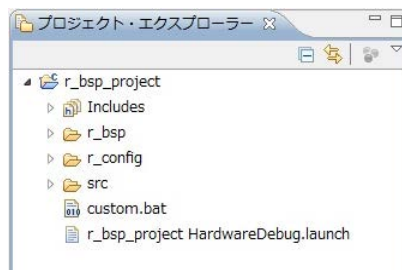 プロジェクト・エクスプローラー
r_bsp_project
Includes
r_bsp
r_config
src
custom.bat
r_bsp_project HardwareDebug.launch